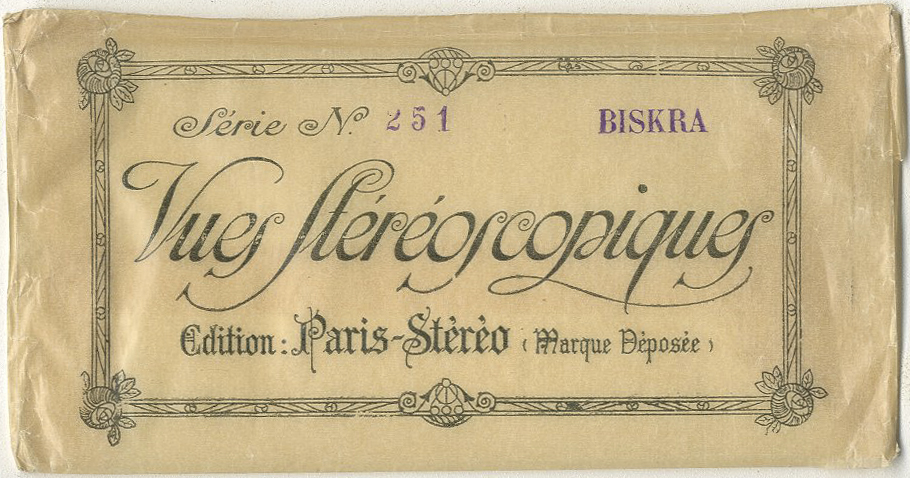 Série N. 251 BISKRA
Vues Stéréoscopiques
Edition: Paris-Stéréo (Marque Déposée)